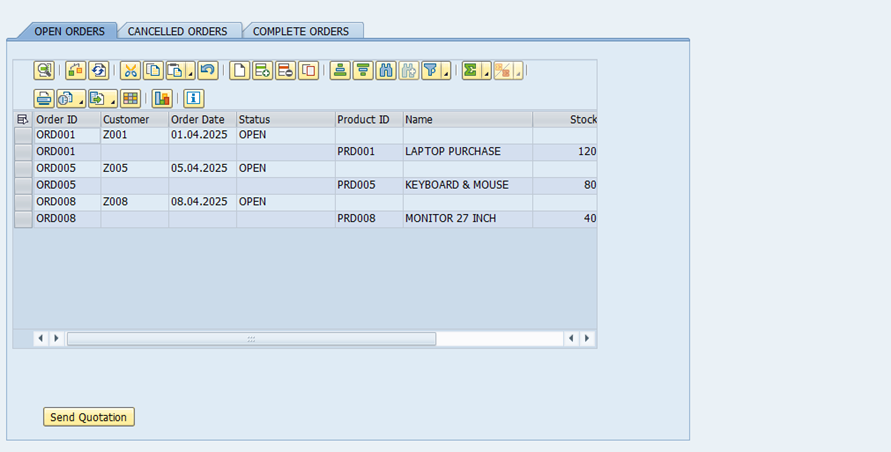 OPEN ORDERS CANCELLED ORDERS COMPLETE ORDERS
Order ID Customer Order Date Status Product ID Name Stock
ORD001 Z001 01.04.2025 OPEN
ORD001 PRD001 LAPTOP PURCHASE 120
ORD005 Z005 05.04.2025 OPEN
ORD005 PRD005 KEYBOARD & MOUSE 80
ORD008 Z008 08.04.2025 OPEN
ORD008 PRD008 MONITOR 27 INCH 40
Send Quotation